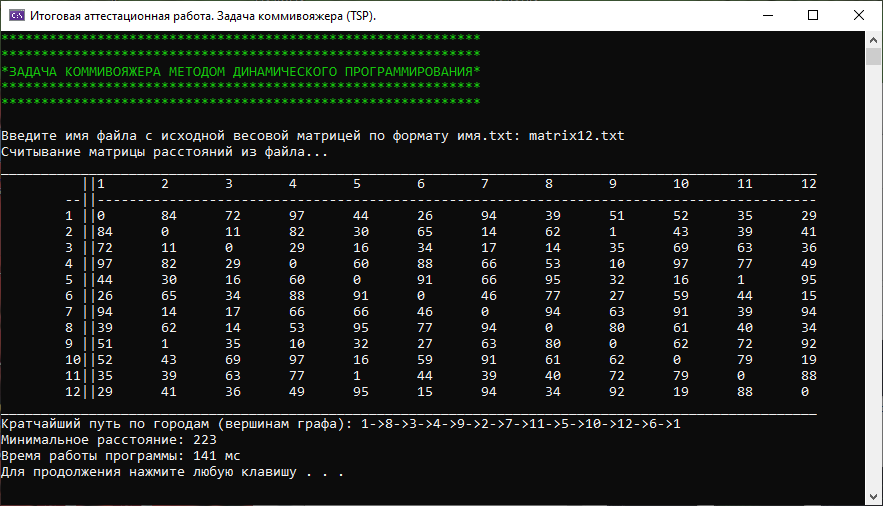 Итоговая аттестационная работа. Задача коммивояжера (TSP).
************************************************************
************************************************************
*ЗАДАЧА КОММИВОЯЖЕРА МЕТОДОМ ДИНАМИЧЕСКОГО ПРОГРАММИРОВАНИЯ*
************************************************************
************************************************************
Введите имя файла с исходной весовой матрицей по формату имя.txt: matrix12.txt
Считывание матрицы расстояний из файла...
||1 2 3 4 5 6 7 8 9 10 11 12
--||------------------------------------------------------------------------------------------
1 ||0 84 72 97 44 26 94 39 51 52 35 29
2 ||84 0 11 82 30 65 14 62 1 43 39 41
3 ||72 11 0 29 16 34 17 14 35 69 63 36
4 ||97 82 29 0 60 88 66 53 10 97 77 49
5 ||44 30 16 60 0 91 66 95 32 16 1 95
6 ||26 65 34 88 91 0 46 77 27 59 44 15
7 ||94 14 17 66 66 46 0 94 63 91 39 94
8 ||39 62 14 53 95 77 94 0 80 61 40 34
9 ||51 1 35 10 32 27 63 80 0 62 72 92
10||52 43 69 97 16 59 91 61 62 0 79 19
11||35 39 63 77 1 44 39 40 72 79 0 88
12||29 41 36 49 95 15 94 34 92 19 88 0
Кратчайший путь по городам (вершинам графа): 1->8->3->4->9->2->7->11->5->10->12->6->1
Минимальное расстояние: 223
Время работы программы: 141 мс
Для продолжения нажмите любую клавишу . . .